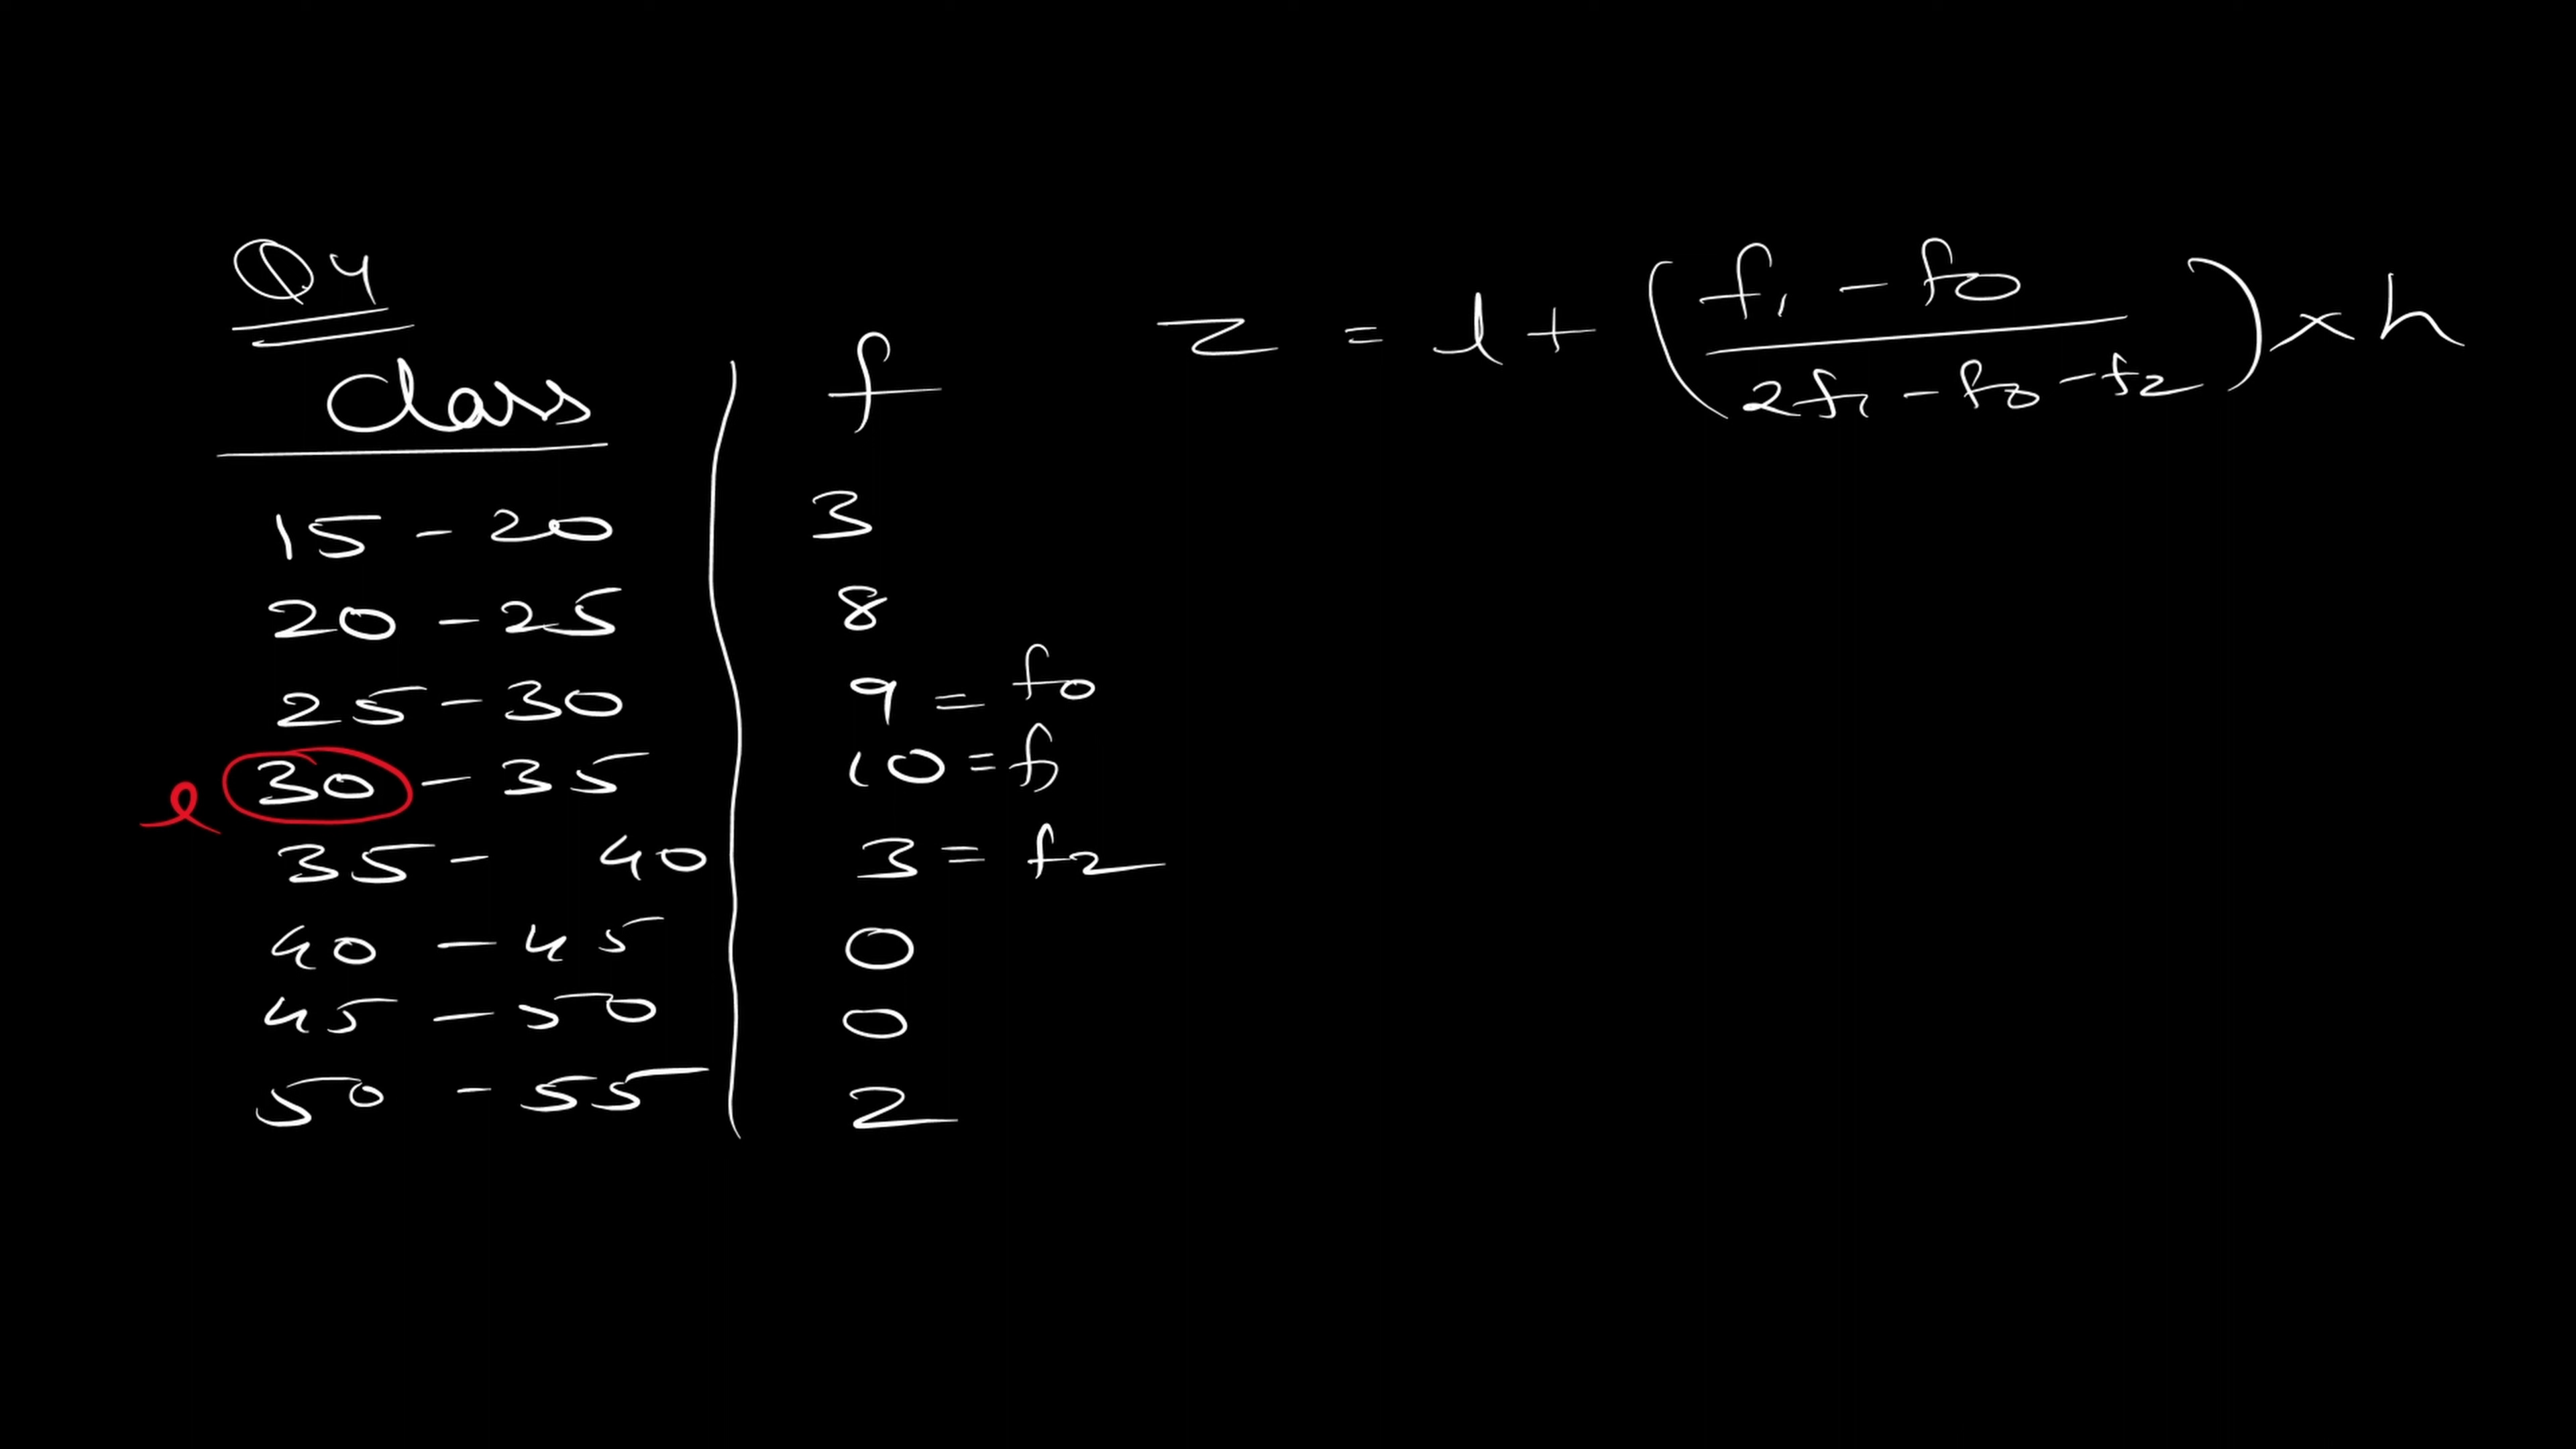 Q4
Class f
Z = l + (f1 - f0 / 2f1 - f0 - f2) × h
15 - 20 3
20 - 25 8
25 - 30 9 = f0
l 30 - 35 10 = f1
35 - 40 3 = f2
40 - 45 0
45 - 50 0
50 - 55 2